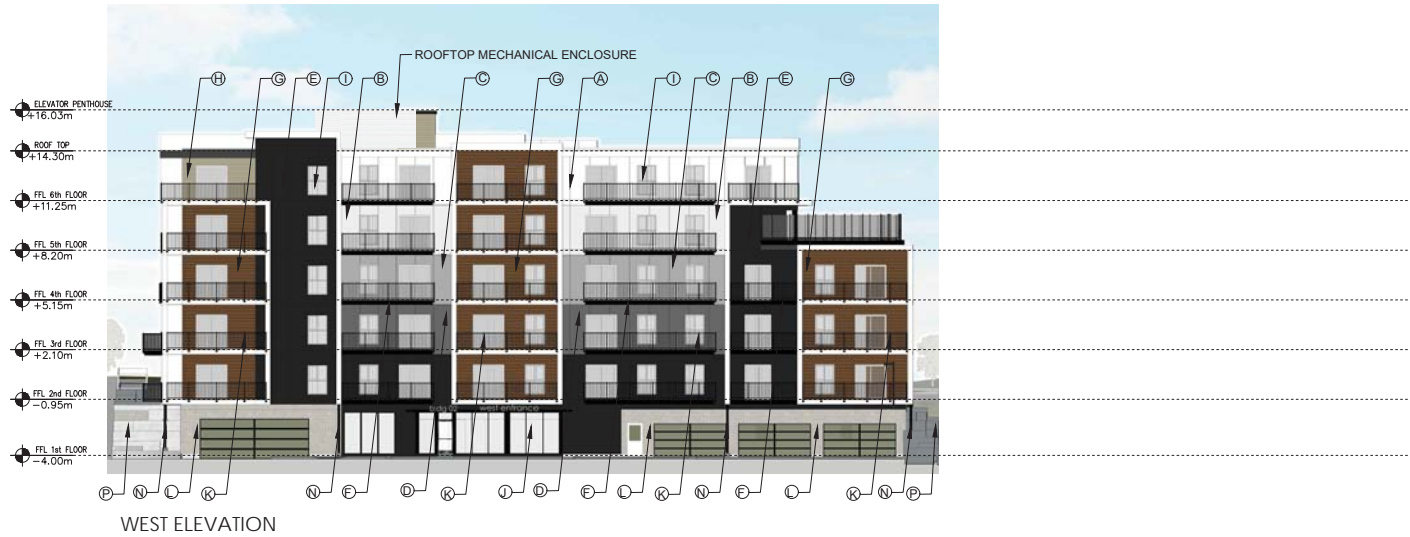 ROOFTOP MECHANICAL ENCLOSURE
H G E I B C G A I C B E G
ELEVATOR PENTHOUSE
+16.03m
ROOF TOP
+14.30m
FFL 6th FLOOR
+11.25m
FFL 5th FLOOR
+8.20m
FFL 4th FLOOR
+5.15m
FFL 3rd FLOOR
+2.10m
FFL 2nd FLOOR
-0.95m
bldg 02 west entrance
FFL 1st FLOOR
-4.00m
P N L K N F D K J D F L K N F L K N P
WEST ELEVATION